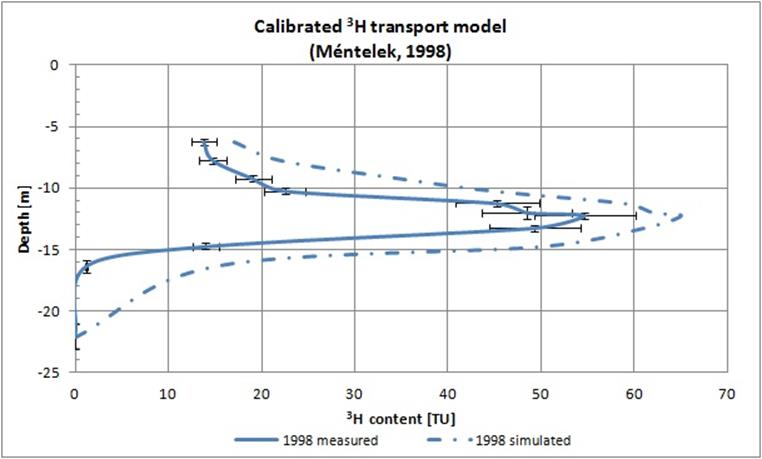 Calibrated ³H transport model
(Méntelek, 1998)
0
-5
-10
-15
-20
-25
Depth [m]
0 10 20 30 40 50 60 70
³H content [TU]
1998 measured 1998 simulated